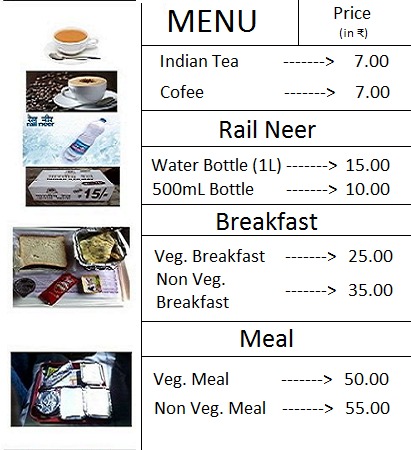 MENU
Price
(in ₹)
Indian Tea -------> 7.00
Cofee -------> 7.00
रेल नीर
rail neer
Rail Neer
Water Bottle (1L) -------> 15.00
500mL Bottle -------> 10.00
15/-
Breakfast
Veg. Breakfast -------> 25.00
Non Veg.
Breakfast -------> 35.00
Meal
Veg. Meal -------> 50.00
Non Veg. Meal -------> 55.00